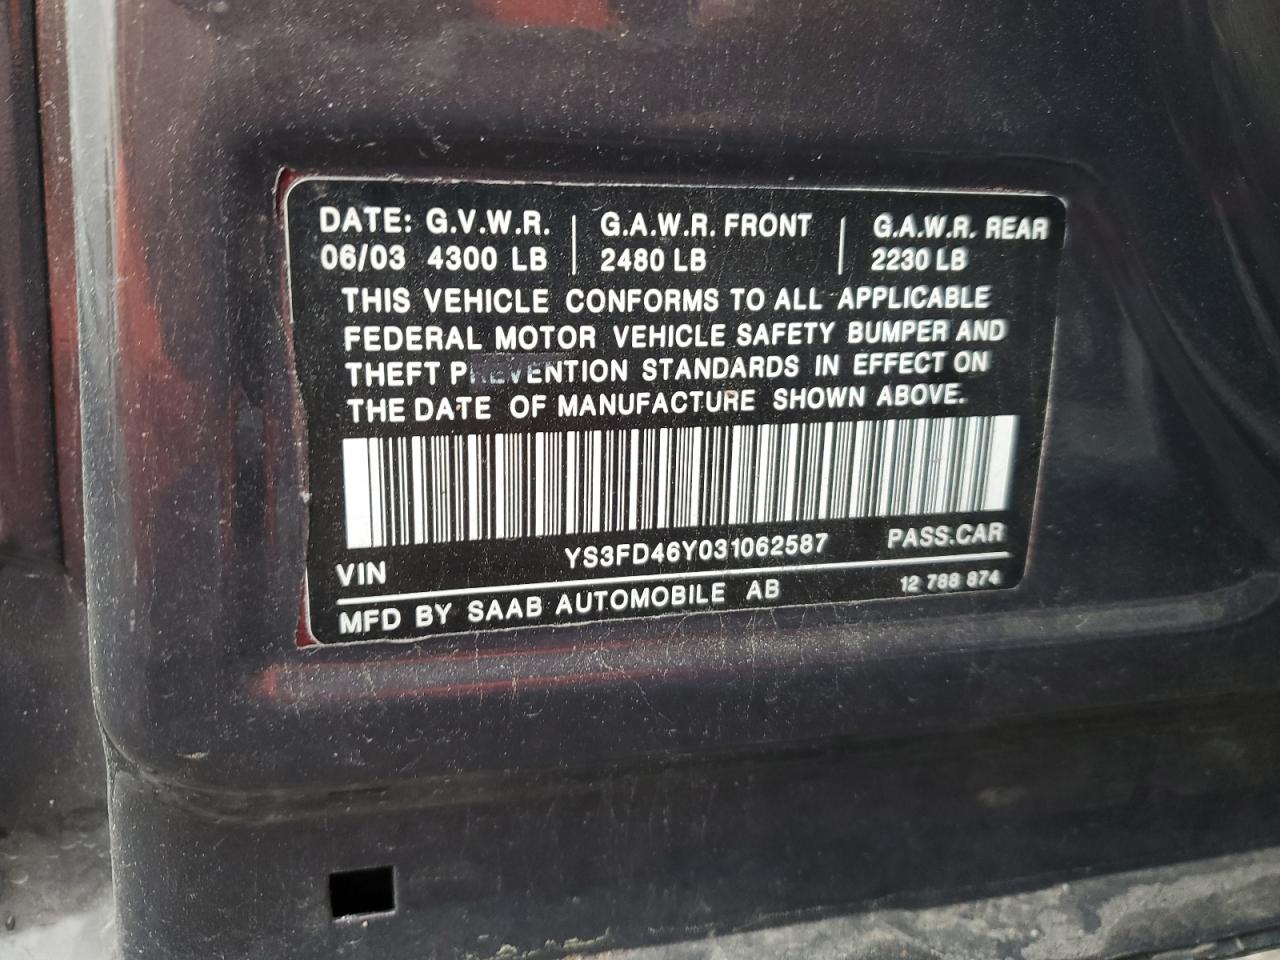 DATE: G.V.W.R. G.A.W.R. FRONT G.A.W.R. REAR
06/03 4300 LB 2480 LB 2230 LB
THIS VEHICLE CONFORMS TO ALL APPLICABLE
FEDERAL MOTOR VEHICLE SAFETY BUMPER AND
THEFT PREVENTION STANDARDS IN EFFECT ON
THE DATE OF MANUFACTURE SHOWN ABOVE.
VIN YS3FD46Y031062587 PASS.CAR
MFD BY SAAB AUTOMOBILE AB 12 788 874